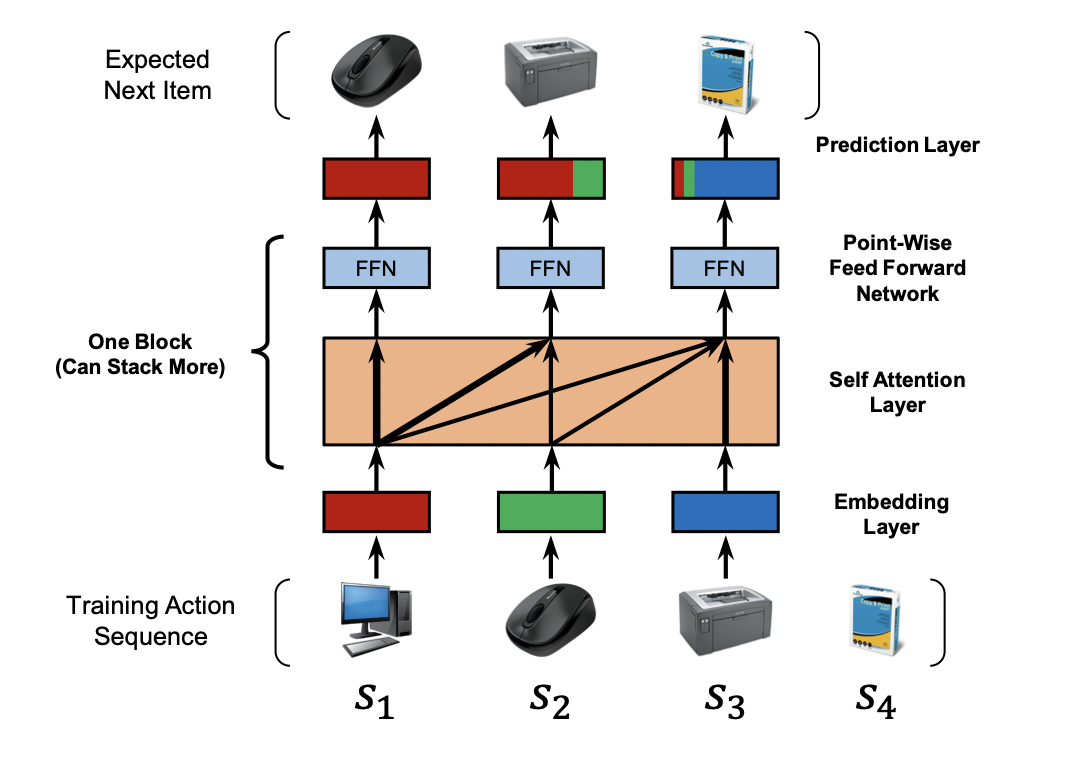 Expected
Next Item
Prediction Layer
FFN
FFN
FFN
Point-Wise
Feed Forward
Network
One Block
(Can Stack More)
Self Attention
Layer
Embedding
Layer
Training Action
Sequence
s1
s2
s3
s4